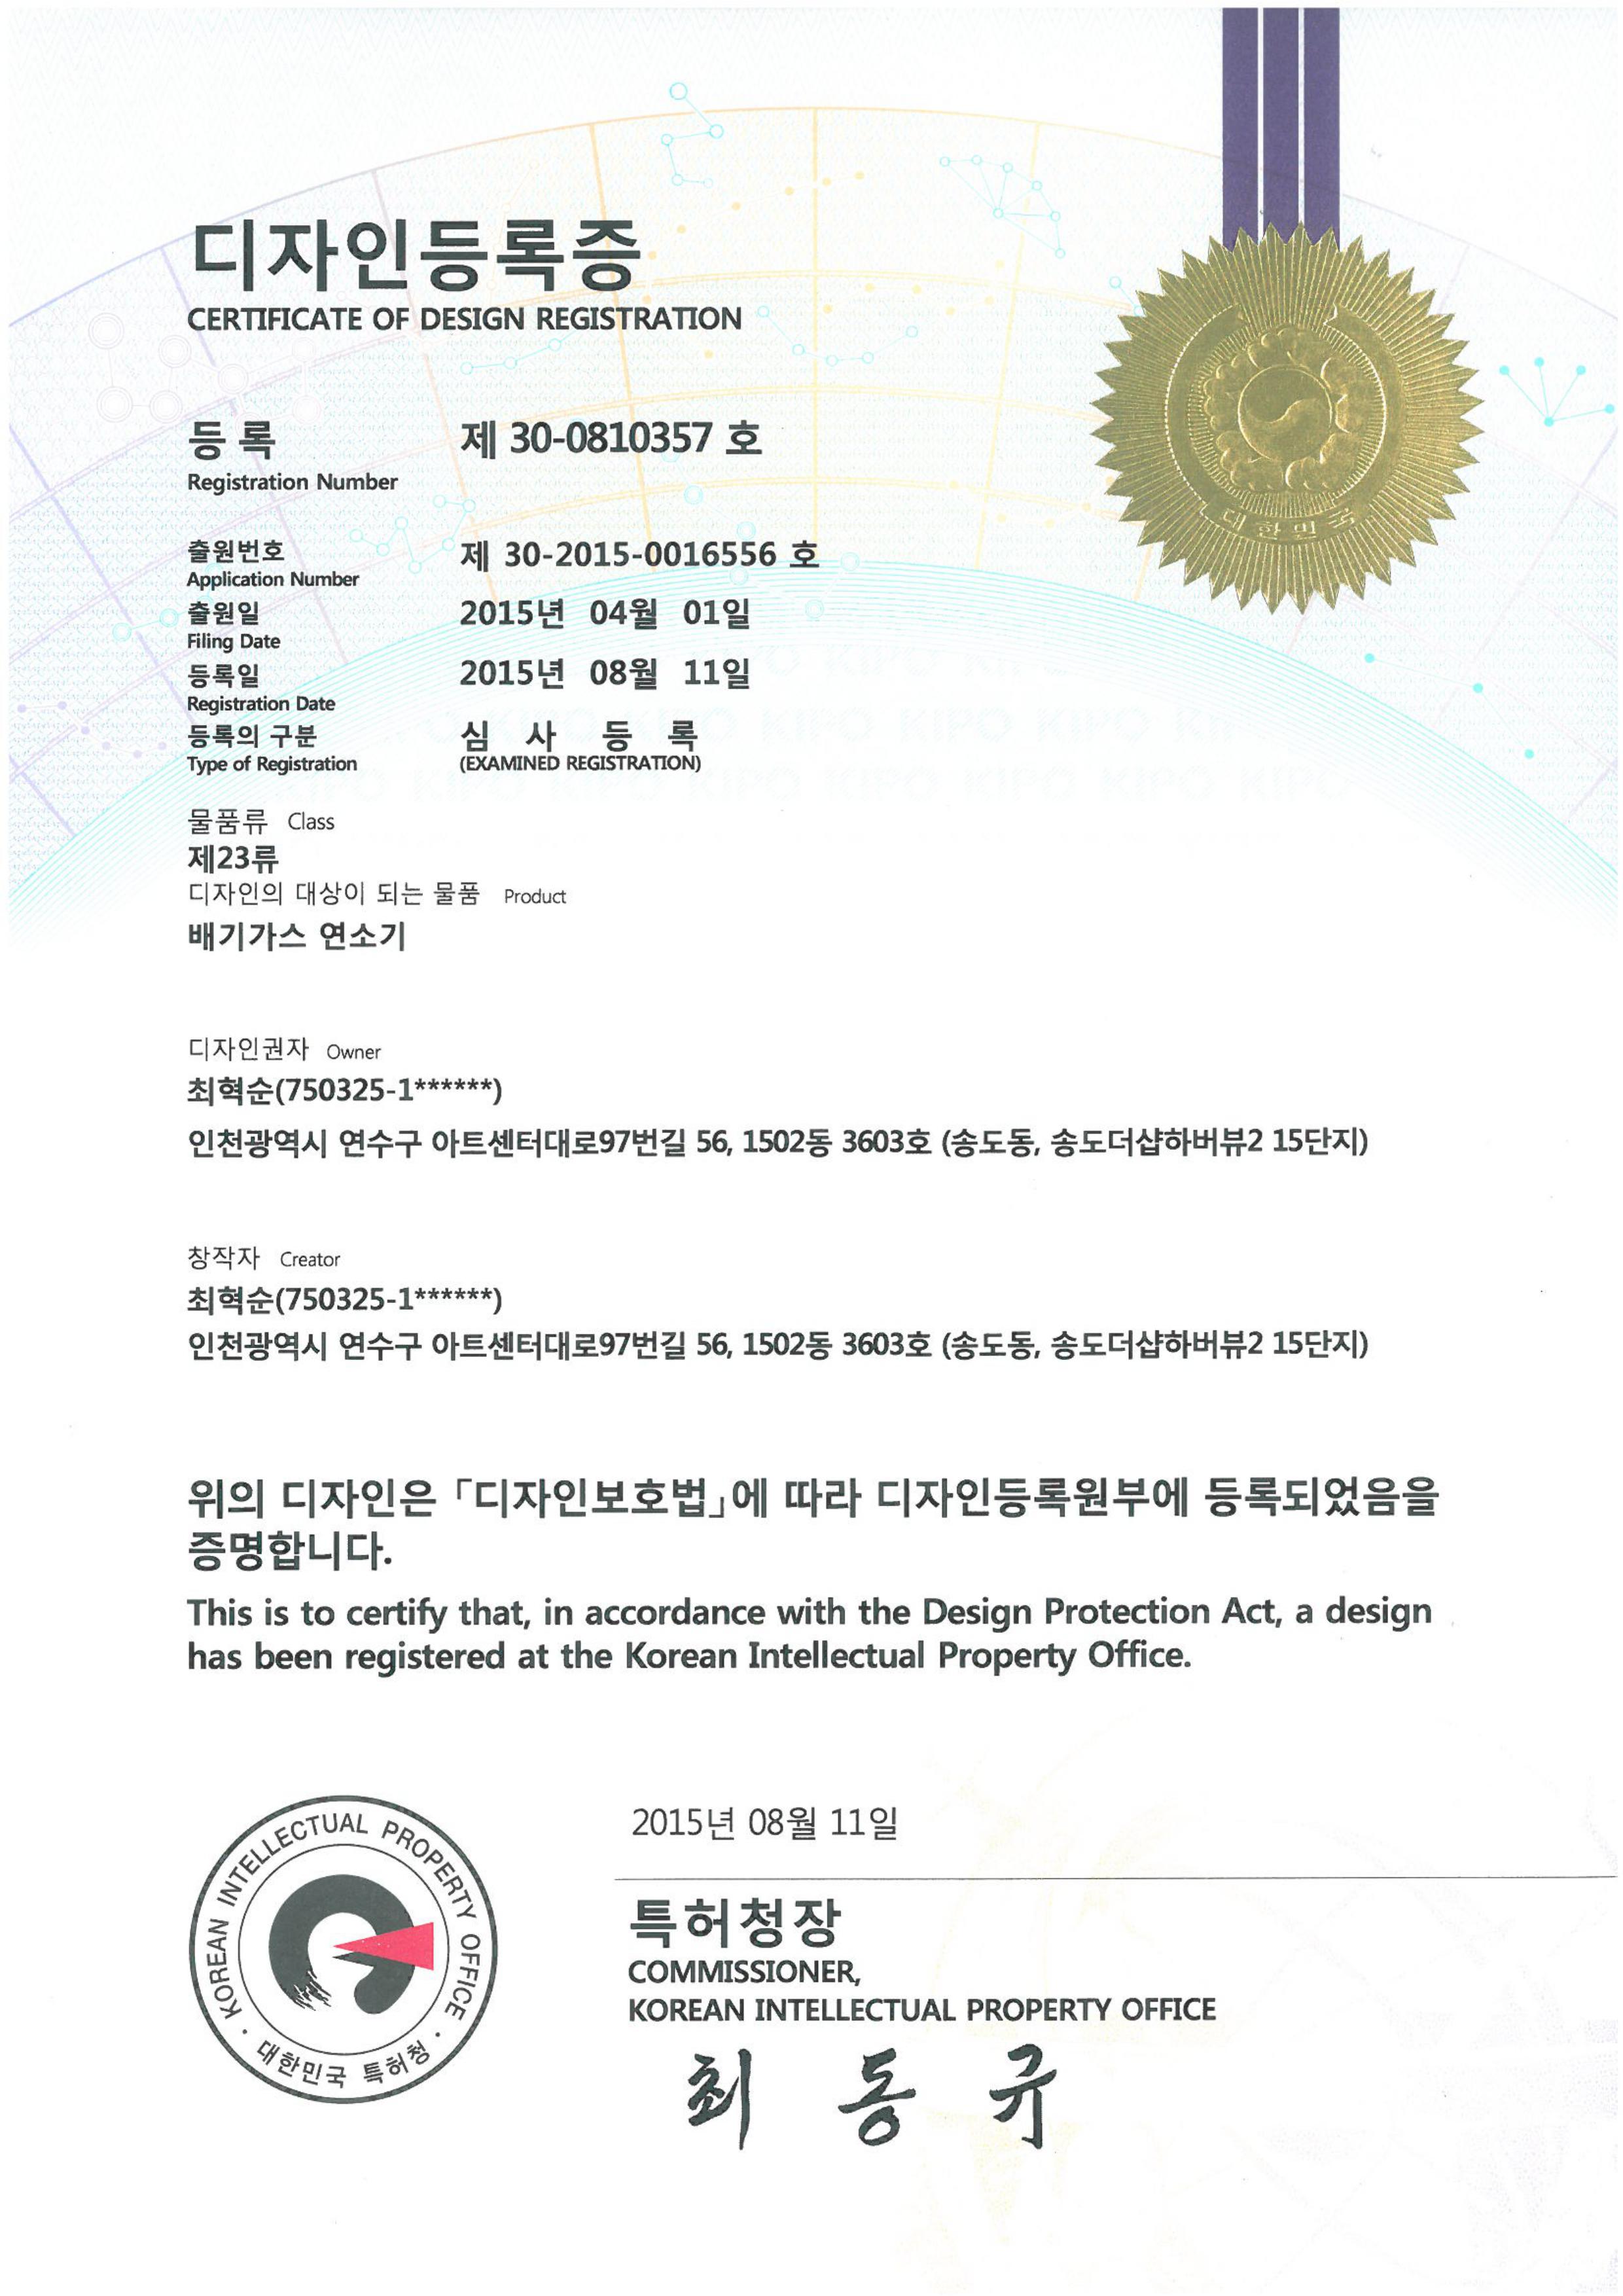 디자인등록증
CERTIFICATE OF DESIGN REGISTRATION
대한민국
등 록 제 30-0810357 호
Registration Number
출원번호 제 30-2015-0016556 호
Application Number
출원일 2015년 04월 01일
Filing Date
등록일 2015년 08월 11일
Registration Date
등록의 구분 심 사 등 록
Type of Registration (EXAMINED REGISTRATION)
물품류 Class
제23류
디자인의 대상이 되는 물품 Product
배기가스 연소기
디자인권자 Owner
최혁순(750325-1******)
인천광역시 연수구 아트센터대로97번길 56, 1502동 3603호 (송도동, 송도더샵하버뷰2 15단지)
창작자 Creator
최혁순(750325-1******)
인천광역시 연수구 아트센터대로97번길 56, 1502동 3603호 (송도동, 송도더샵하버뷰2 15단지)
위의 디자인은 「디자인보호법」에 따라 디자인등록원부에 등록되었음을
증명합니다.
This is to certify that, in accordance with the Design Protection Act, a design
has been registered at the Korean Intellectual Property Office.
2015년 08월 11일
특허청장
COMMISSIONER,
KOREAN INTELLECTUAL PROPERTY OFFICE
최 동 규
KOREAN INTELLECTUAL PROPERTY OFFICE
대한민국 특허청